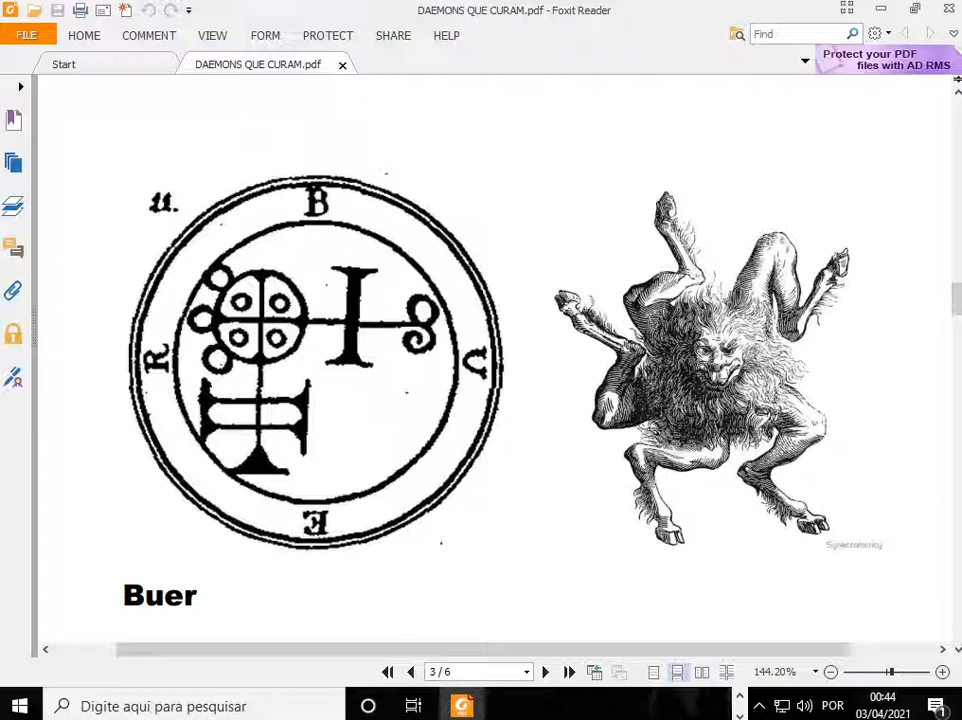 DAEMONS QUE CURAM.pdf - Foxit Reader
FILE HOME COMMENT VIEW FORM PROTECT SHARE HELP
Find
Start DAEMONS QUE CURAM.pdf
Protect your PDF
files with AD RMS
11.
B
U
E
R
Synectomomicy
Buer
3 / 6
144.20%
Digite aqui para pesquisar
POR
00:44
03/04/2021
1